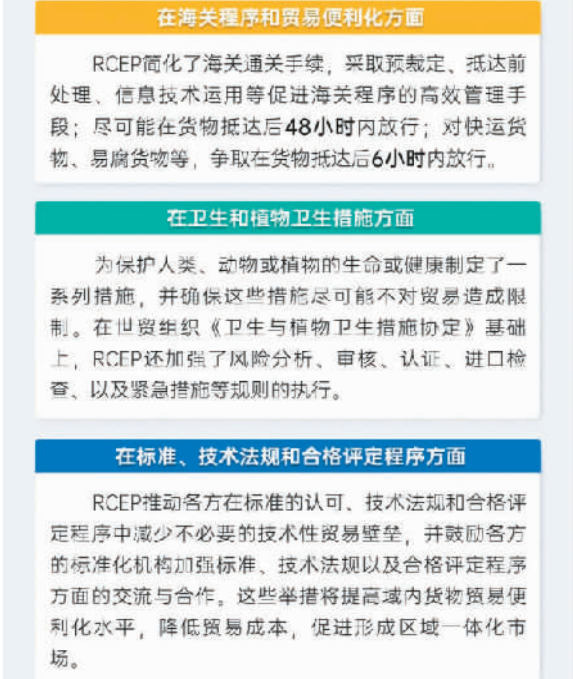 在海关程序和贸易便利化方面
RCEP简化了海关通关手续，采取预裁定、抵达前
处理、信息技术运用等促进海关程序的高效管理手
段；尽可能在货物抵达后48小时内放行；对快运货
物、易腐货物等，争取在货物抵达后6小时内放行。
在卫生和植物卫生措施方面
为保护人类、动物或植物的生命或健康制定了一
系列措施，并确保这些措施尽可能不对贸易造成限
制。在世贸组织《卫生与植物卫生措施协定》基础
上，RCEP还加强了风险分析、审核、认证、进口检
查、以及紧急措施等规则的执行。
在标准、技术法规和合格评定程序方面
RCEP推动各方在标准的认可、技术法规和合格评
定程序中减少不必要的技术性贸易壁垒，并鼓励各方
的标准化机构加强标准、技术法规以及合格评定程序
方面的交流与合作。这些举措将提高域内货物贸易便
利化水平，降低贸易成本，促进形成区域一体化市
场。